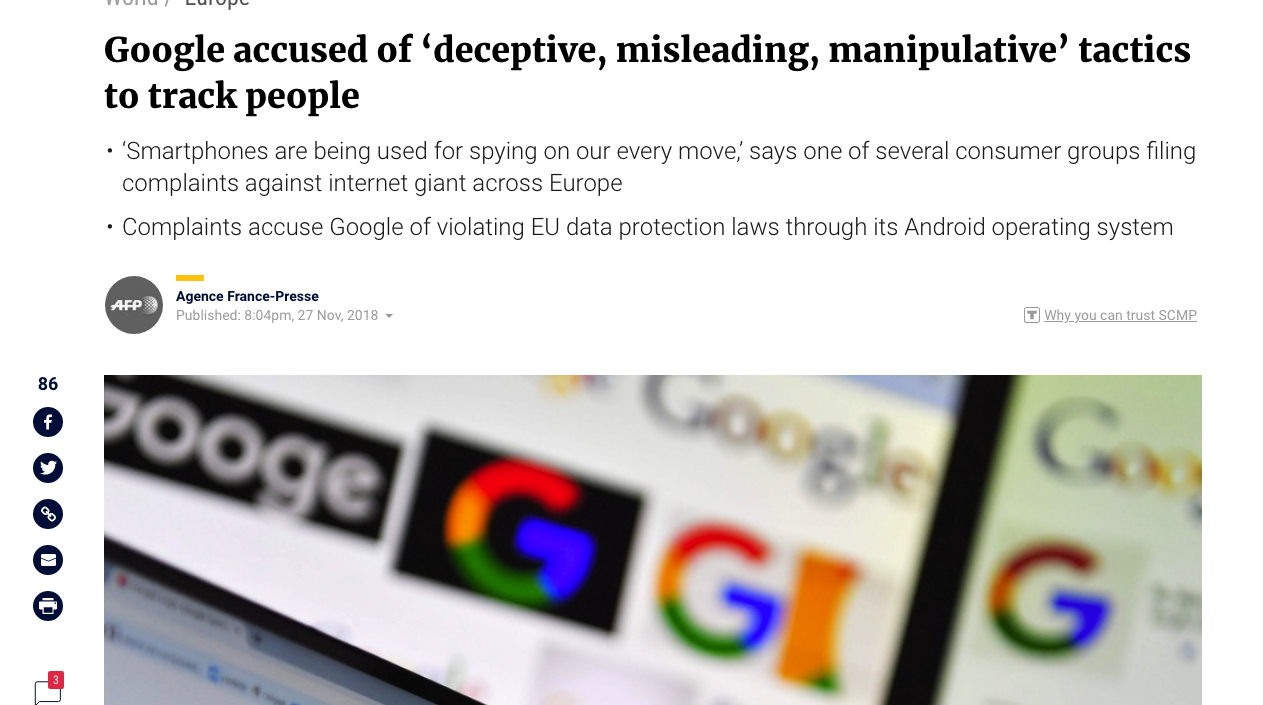 World / Europe
Google accused of ‘deceptive, misleading, manipulative’ tactics
to track people
• ‘Smartphones are being used for spying on our every move,’ says one of several consumer groups filing
complaints against internet giant across Europe
• Complaints accuse Google of violating EU data protection laws through its Android operating system
AFP
Agence France-Presse
Published: 8:04pm, 27 Nov, 2018
T Why you can trust SCMP
86
f
3
Google
googe
G
G
Goo
G